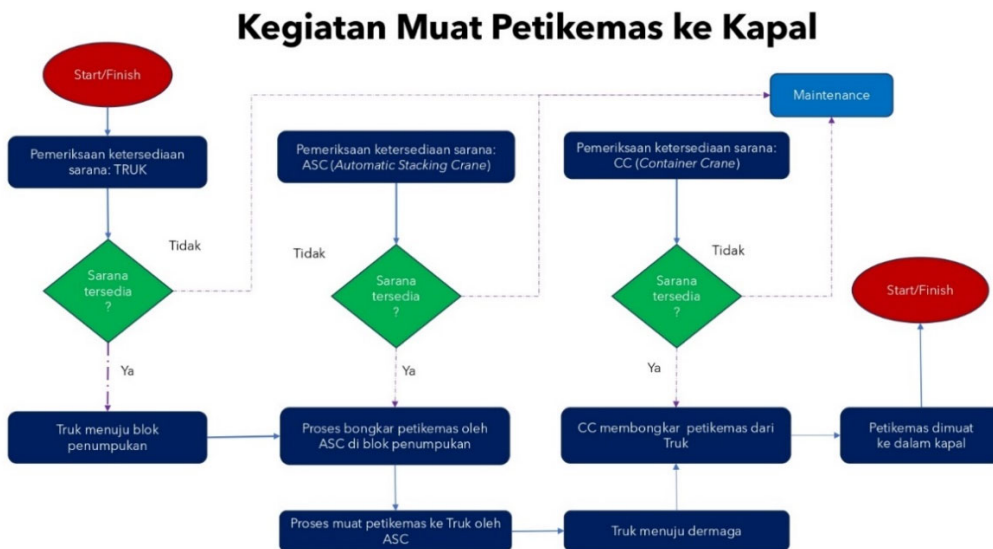 Kegiatan Muat Petikemas ke Kapal
Start/Finish
Maintenance
Pemeriksaan ketersediaan
sarana: TRUK
Pemeriksaan ketersediaan sarana:
ASC (Automatic Stacking Crane)
Pemeriksaan ketersediaan sarana:
CC (Container Crane)
Tidak
Tidak
Tidak
Sarana
tersedia
?
Sarana
tersedia
?
Sarana
tersedia
?
Start/Finish
Ya
Ya
Ya
Truk menuju blok
penumpukan
Proses bongkar petikemas oleh
ASC di blok penumpukan
CC membongkar petikemas dari
Truk
Petikemas dimuat
ke dalam kapal
Proses muat petikemas ke Truk oleh
ASC
Truk menuju dermaga